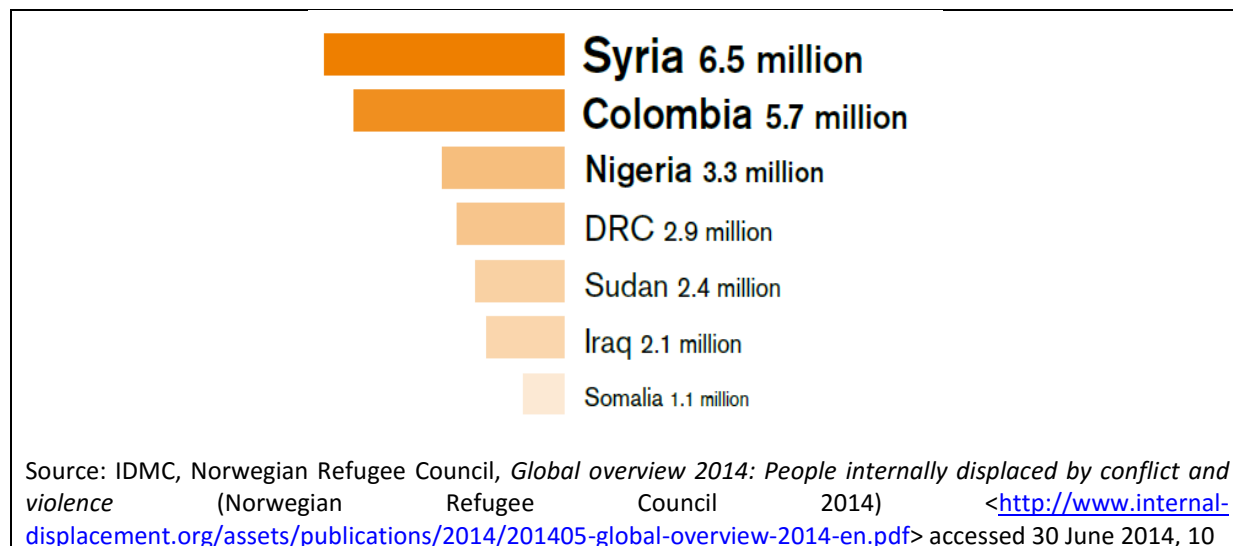 Syria 6.5 million
Colombia 5.7 million
Nigeria 3.3 million
DRC 2.9 million
Sudan 2.4 million
Iraq 2.1 million
Somalia 1.1 million
Source: IDMC, Norwegian Refugee Council, Global overview 2014: People internally displaced by conflict and
violence (Norwegian Refugee Council 2014) <http://www.internal-
displacement.org/assets/publications/2014/201405-global-overview-2014-en.pdf> accessed 30 June 2014, 10